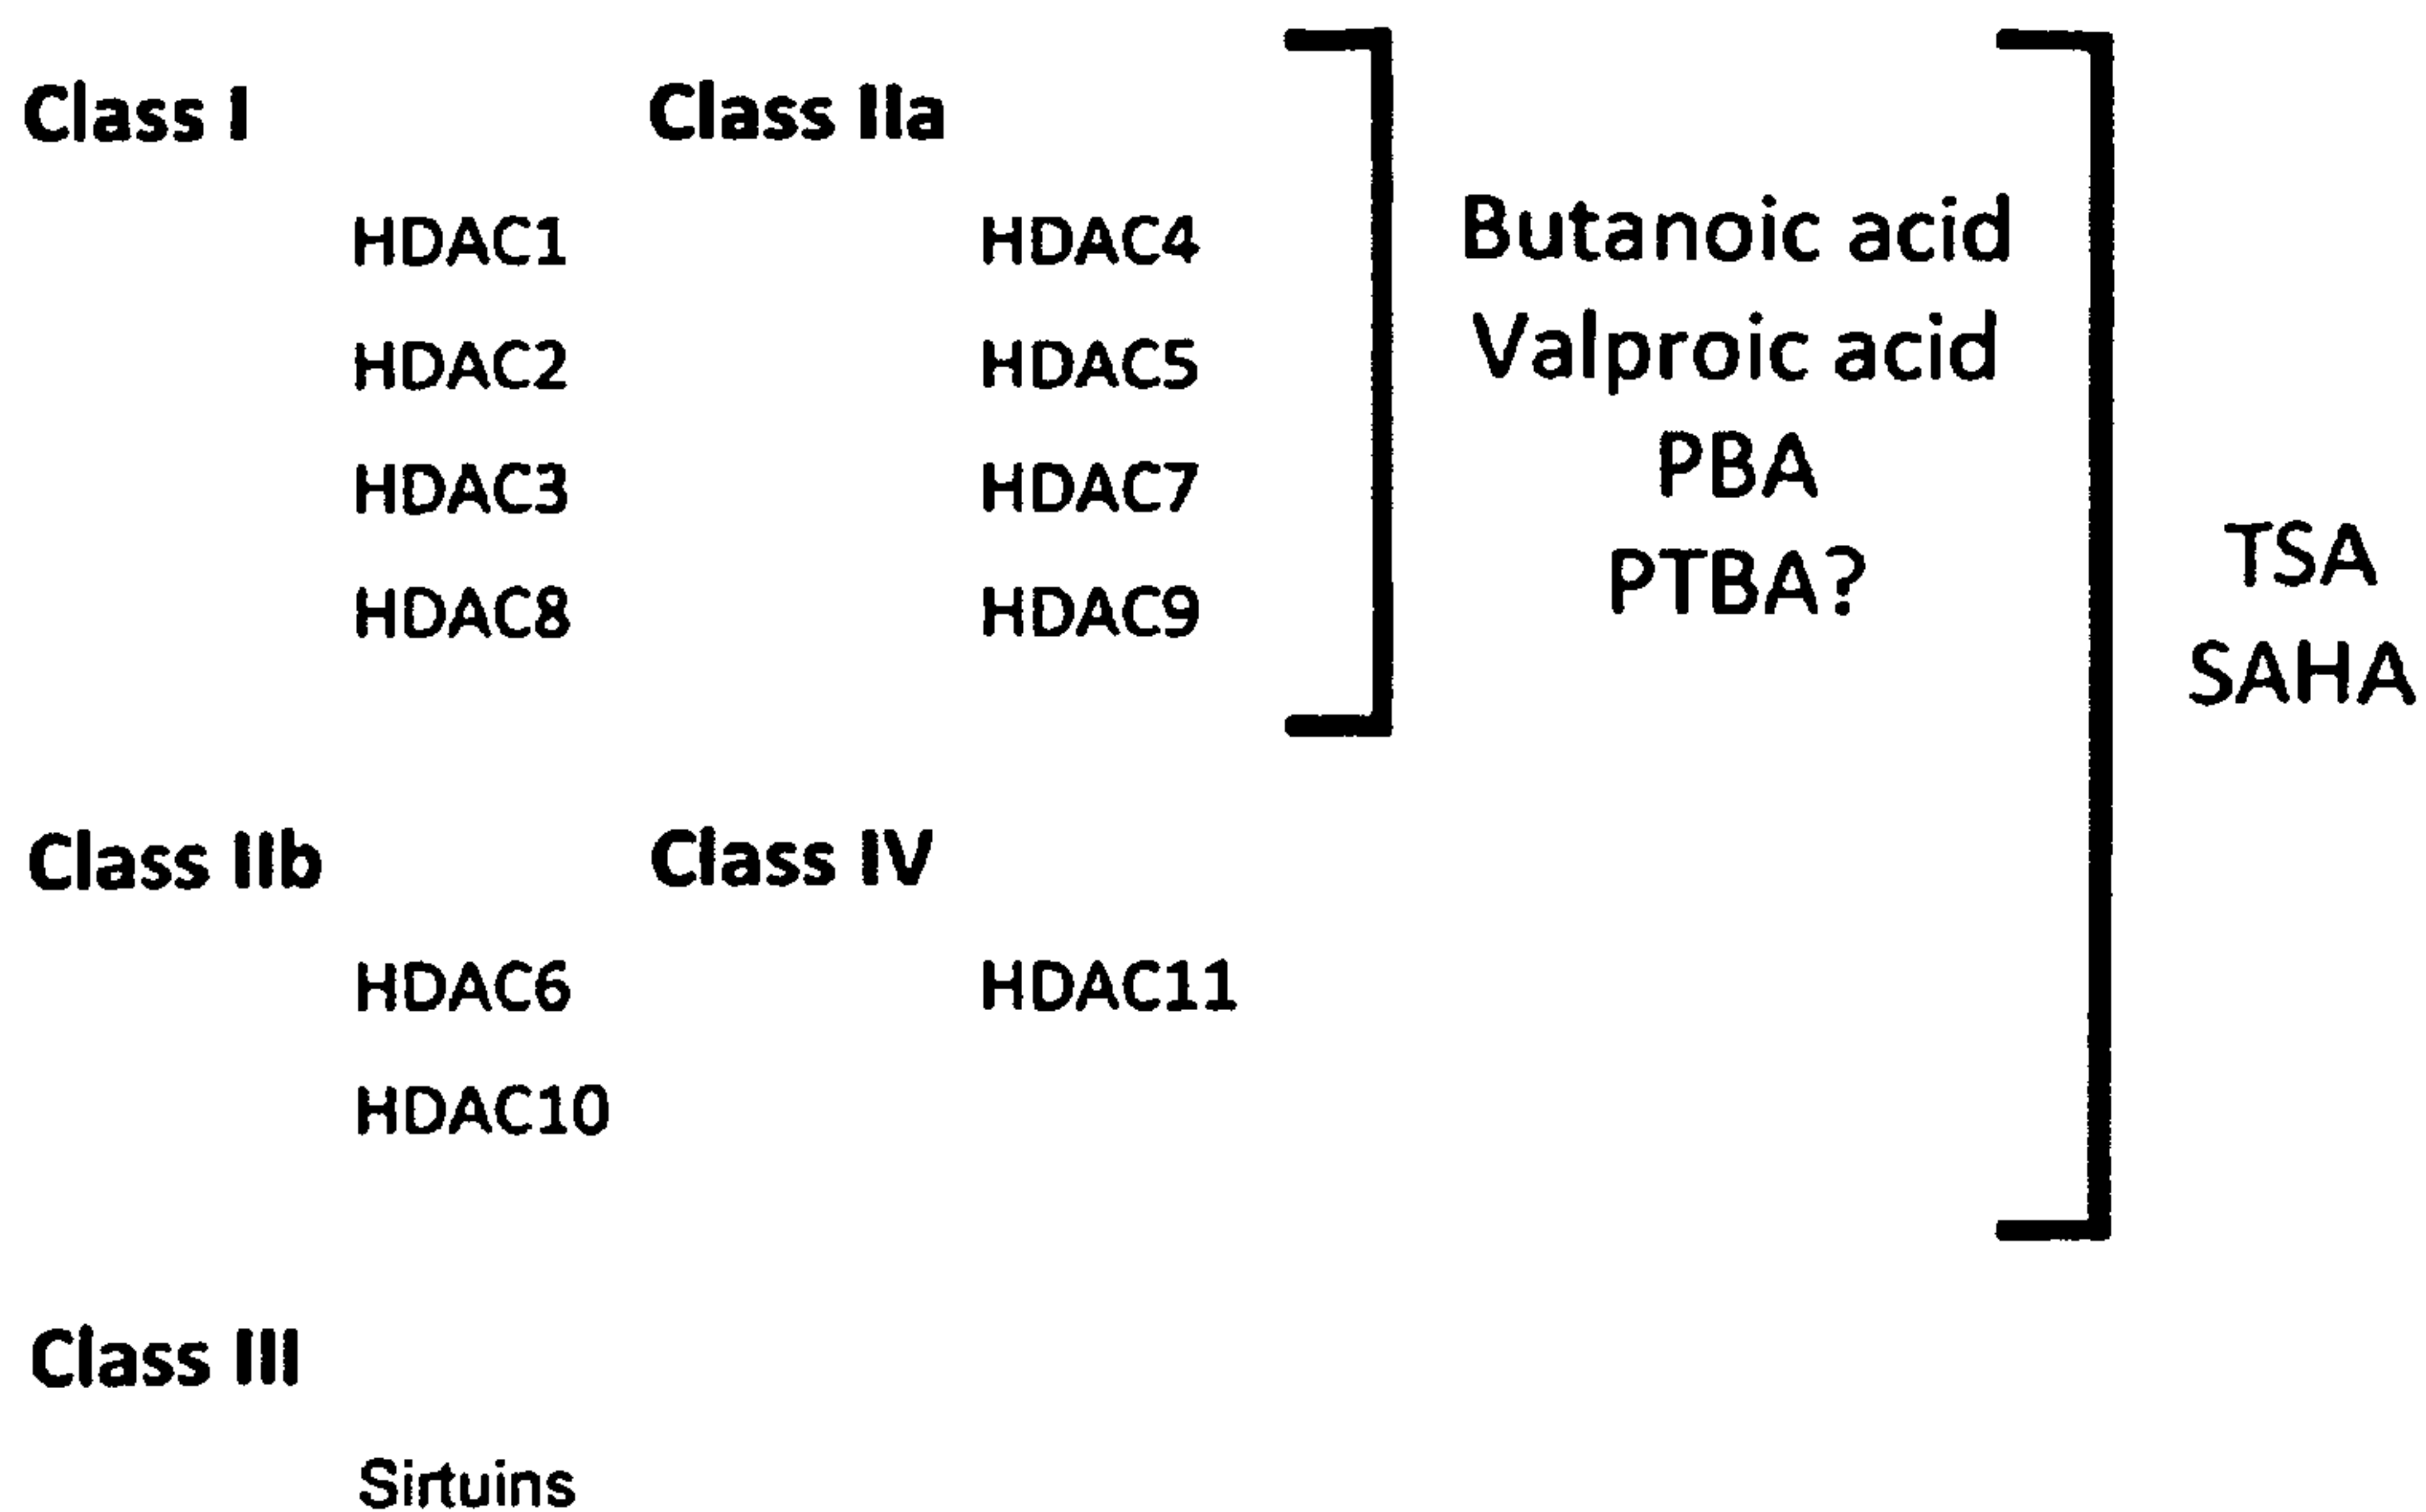 Class I
HDAC1
HDAC2
HDAC3
HDAC8
Class IIa
HDAC4
HDAC5
HDAC7
HDAC9
Butanoic acid
Valproic acid
PBA
PTBA?
TSA
SAHA
Class IIb
HDAC6
HDAC10
Class IV
HDAC11
Class III
Sirtuins